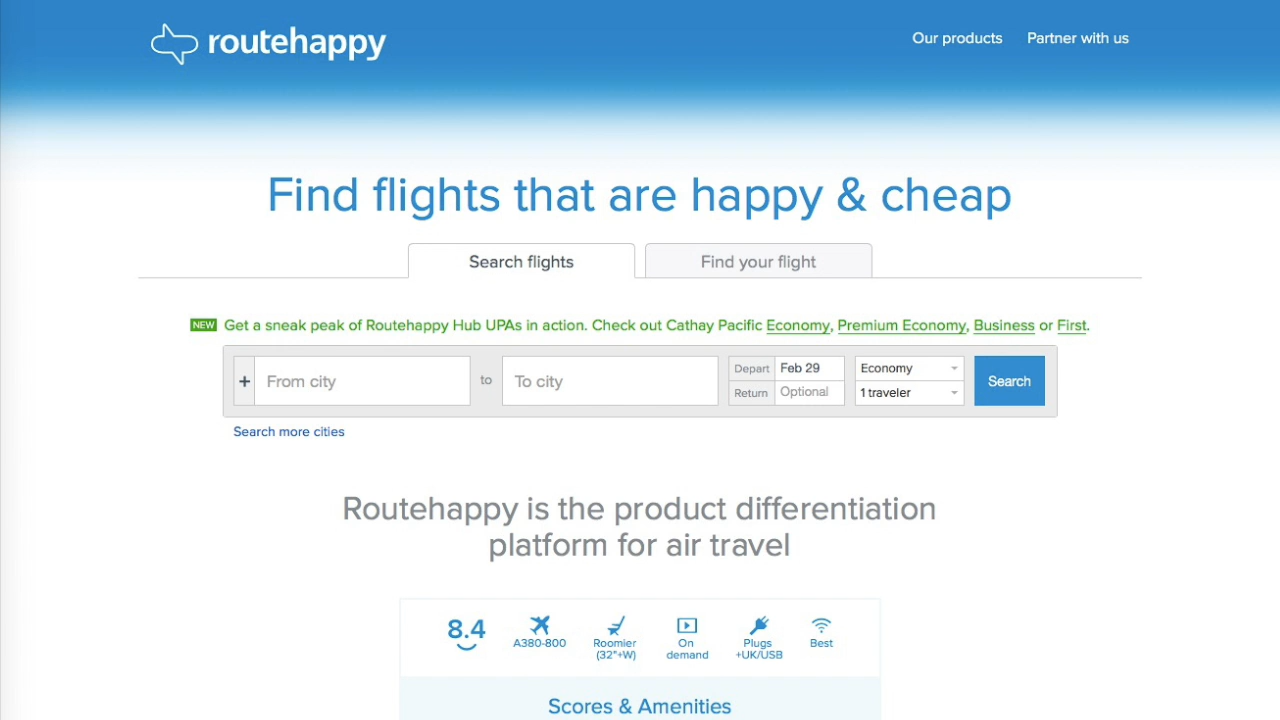 routehappy
Our products
Partner with us
Find flights that are happy & cheap
Search flights
Find your flight
NEW Get a sneak peak of Routehappy Hub UPAs in action. Check out Cathay Pacific Economy, Premium Economy, Business or First.
+ From city to To city
Depart Feb 29
Return Optional
Economy
1 traveler
Search
Search more cities
Routehappy is the product differentiation
platform for air travel
8.4
A380-800
Roomier
(32"+W)
On
demand
Plugs
+UK/USB
Best
Scores & Amenities